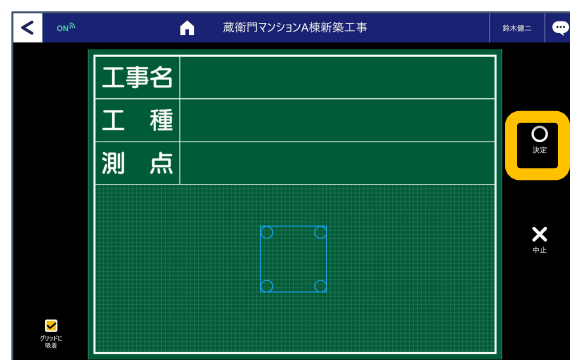 ON
蔵衛門マンションA棟新築工事
鈴木健二
工事名
工 種
測 点
決定
中止
グリッドに
吸着